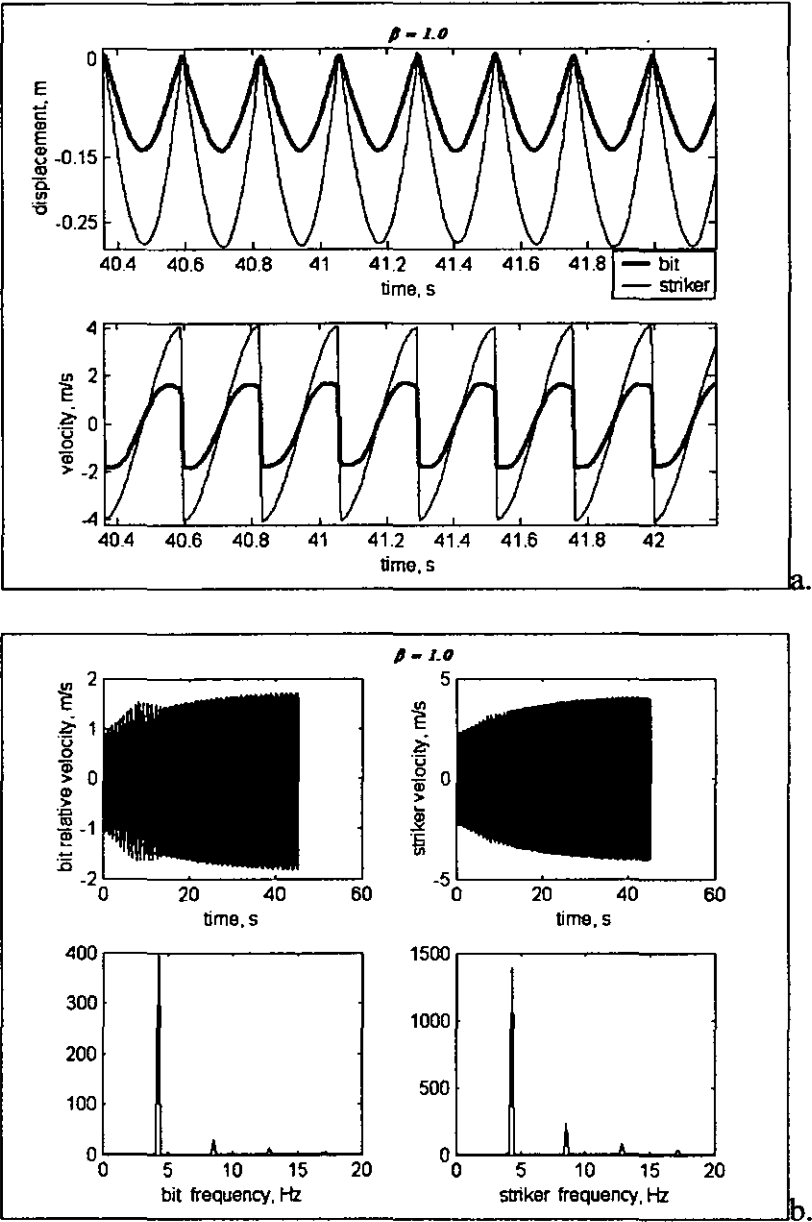 β = 1.0
displacement, m
0
-0.15
-0.25
40.4 40.6 40.8 41 41.2 41.4 41.6 41.8
time, s
bit
striker
velocity, m/s
4
2
0
-2
-4
40.4 40.6 40.8 41 41.2 41.4 41.6 41.8 42
time, s
a.
β = 1.0
bit relative velocity, m/s
2
1
0
-1
-2
0 20 40 60
time, s
striker velocity, m/s
5
0
-5
0 20 40 60
time, s
400
300
200
100
0
0 5 10 15 20
bit frequency, Hz
1500
1000
500
0
0 5 10 15 20
striker frequency, Hz
b.